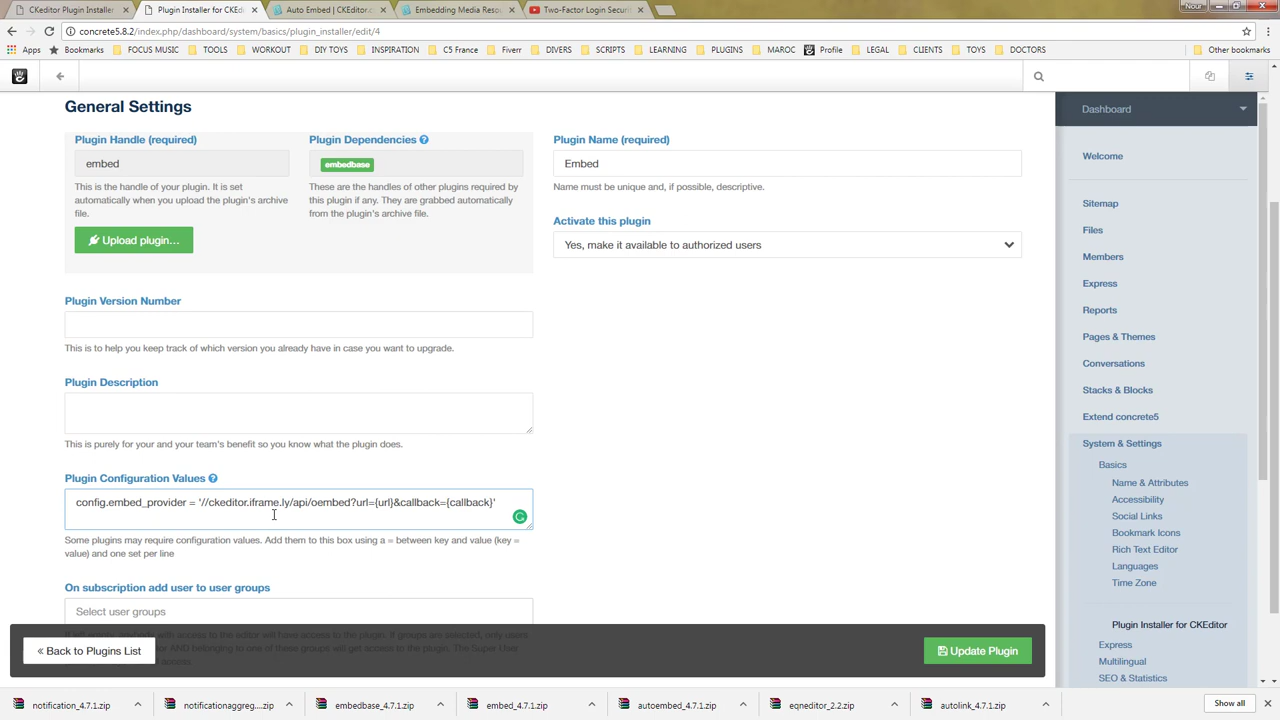 CKeditor Plugin Installer ×
Plugin Installer for CKEd ×
Auto Embed | CKEditor.co ×
Embedding Media Reso ×
Two-Factor Login Securi ×
Nour
concrete5.8.2/index.php/dashboard/system/basics/plugin_installer/edit/4
Apps Bookmarks FOCUS MUSIC TOOLS WORKOUT DIY TOYS INSPIRATION C5 France Fiverr DIVERS SCRIPTS LEARNING PLUGINS MAROC Profile LEGAL CLIENTS TOYS DOCTORS Other bookmarks
General Settings
Plugin Handle (required)
embed
This is the handle of your plugin. It is set
automatically when you upload the plugin's archive
file.
Upload plugin...
Plugin Dependencies ?
embedbase
These are the handles of other plugins required by
this plugin if any. They are grabbed automatically
from the plugin's archive file.
Plugin Name (required)
Embed
Name must be unique and, if possible, descriptive.
Activate this plugin
Yes, make it available to authorized users
Plugin Version Number
This is to help you keep track of which version you already have in case you want to upgrade.
Plugin Description
This is purely for your and your team's benefit so you know what the plugin does.
Plugin Configuration Values ?
config.embed_provider = '//ckeditor.iframe.ly/api/oembed?url={url}&callback={callback}'
Some plugins may require configuration values. Add them to this box using a = between key and value (key =
value) and one set per line
On subscription add user to user groups
Select user groups
« Back to Plugins List
Update Plugin
Dashboard
Welcome
Sitemap
Files
Members
Express
Reports
Pages & Themes
Conversations
Stacks & Blocks
Extend concrete5
System & Settings
Basics
Name & Attributes
Accessibility
Social Links
Bookmark Icons
Rich Text Editor
Languages
Time Zone
Plugin Installer for CKEditor
Express
Multilingual
SEO & Statistics
notification_4.7.1.zip
notificationaggreg....zip
embedbase_4.7.1.zip
embed_4.7.1.zip
autoembed_4.7.1.zip
eqneditor_2.2.zip
autolink_4.7.1.zip
Show all